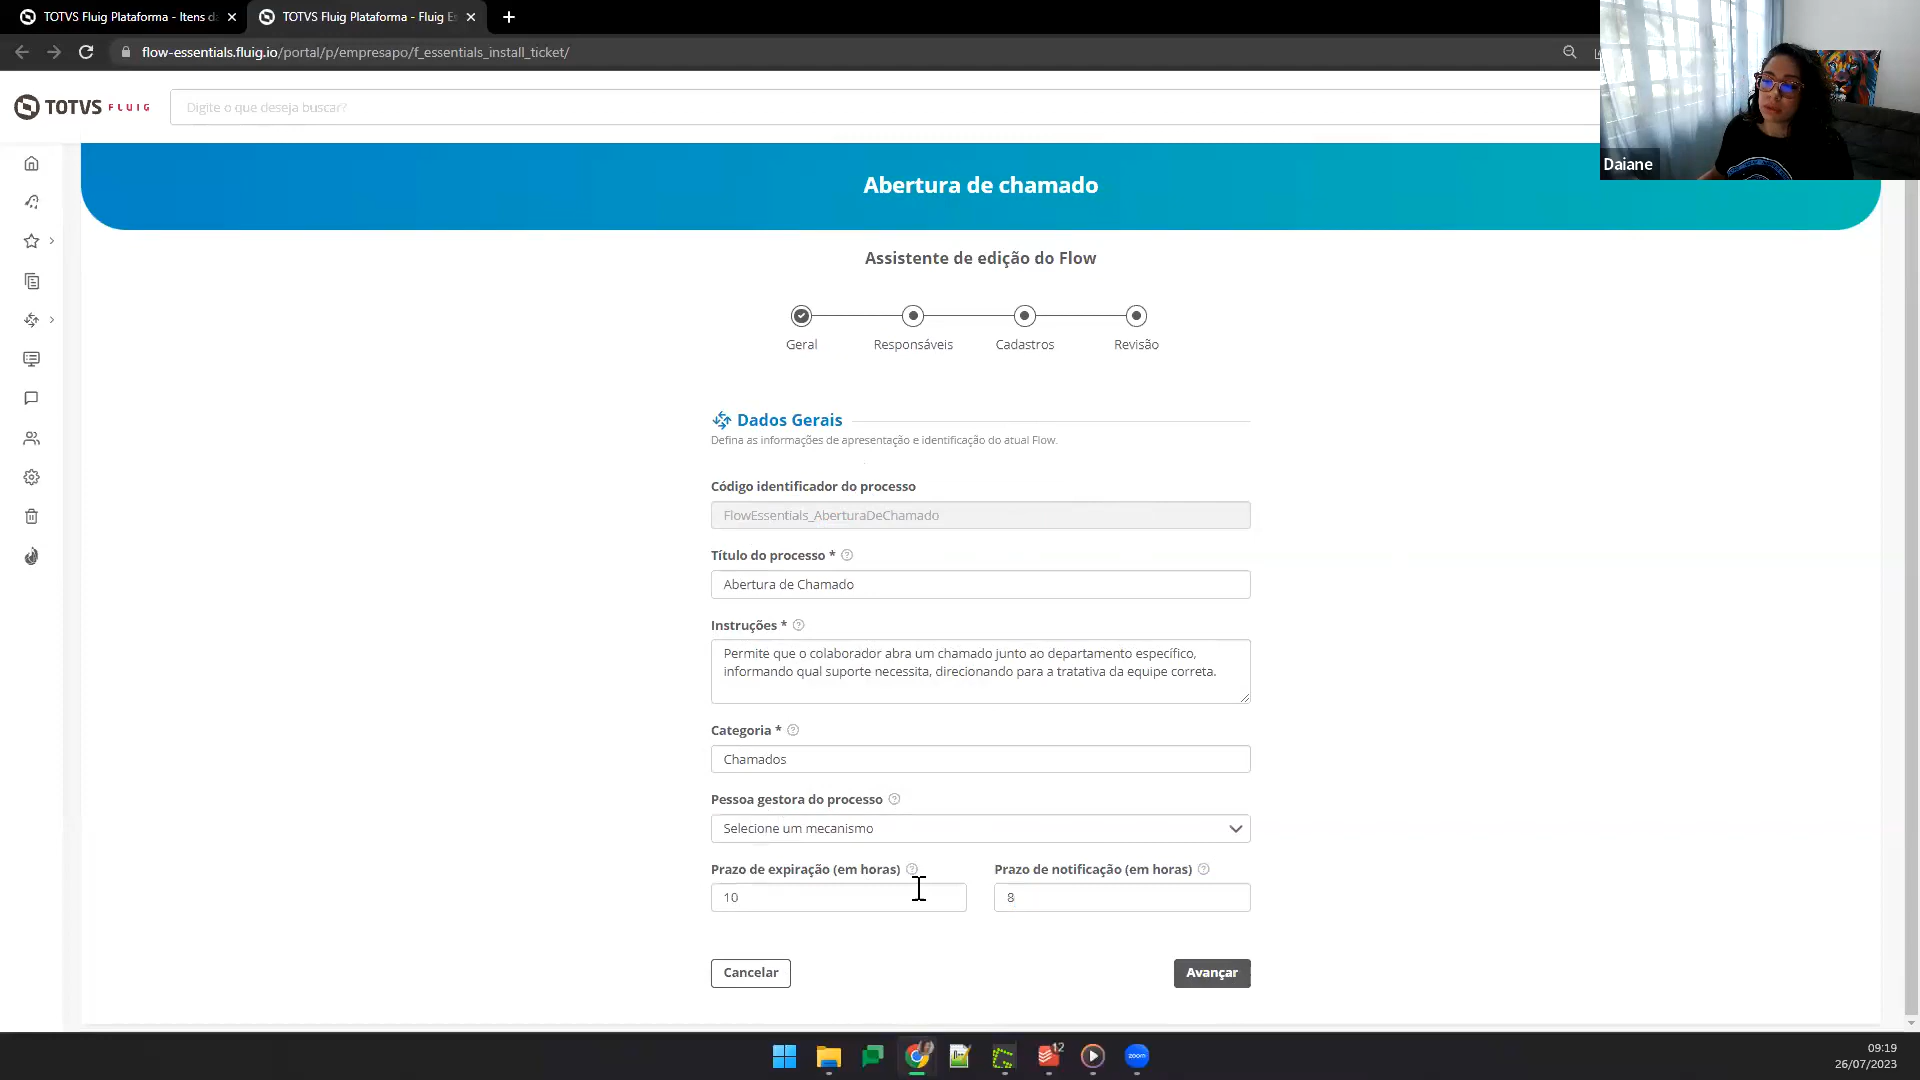 TOTVS Fluig Plataforma - Itens d
TOTVS Fluig Plataforma - Fluig Es
flow-essentials.fluig.io/portal/p/empresapo/f_essentials_install_ticket/
TOTVS FLUIG
Digite o que deseja buscar?
Daiane
Abertura de chamado
Assistente de edição do Flow
Geral
Responsáveis
Cadastros
Revisão
Dados Gerais
Defina as informações de apresentação e identificação do atual Flow.
Código identificador do processo
FlowEssentials_AberturaDeChamado
Título do processo *
Abertura de Chamado
Instruções *
Permite que o colaborador abra um chamado junto ao departamento específico,
informando qual suporte necessita, direcionando para a tratativa da equipe correta.
Categoria *
Chamados
Pessoa gestora do processo
Selecione um mecanismo
Prazo de expiração (em horas)
Prazo de notificação (em horas)
10
8
Cancelar
Avançar
12
zoom
09:19
26/07/2023